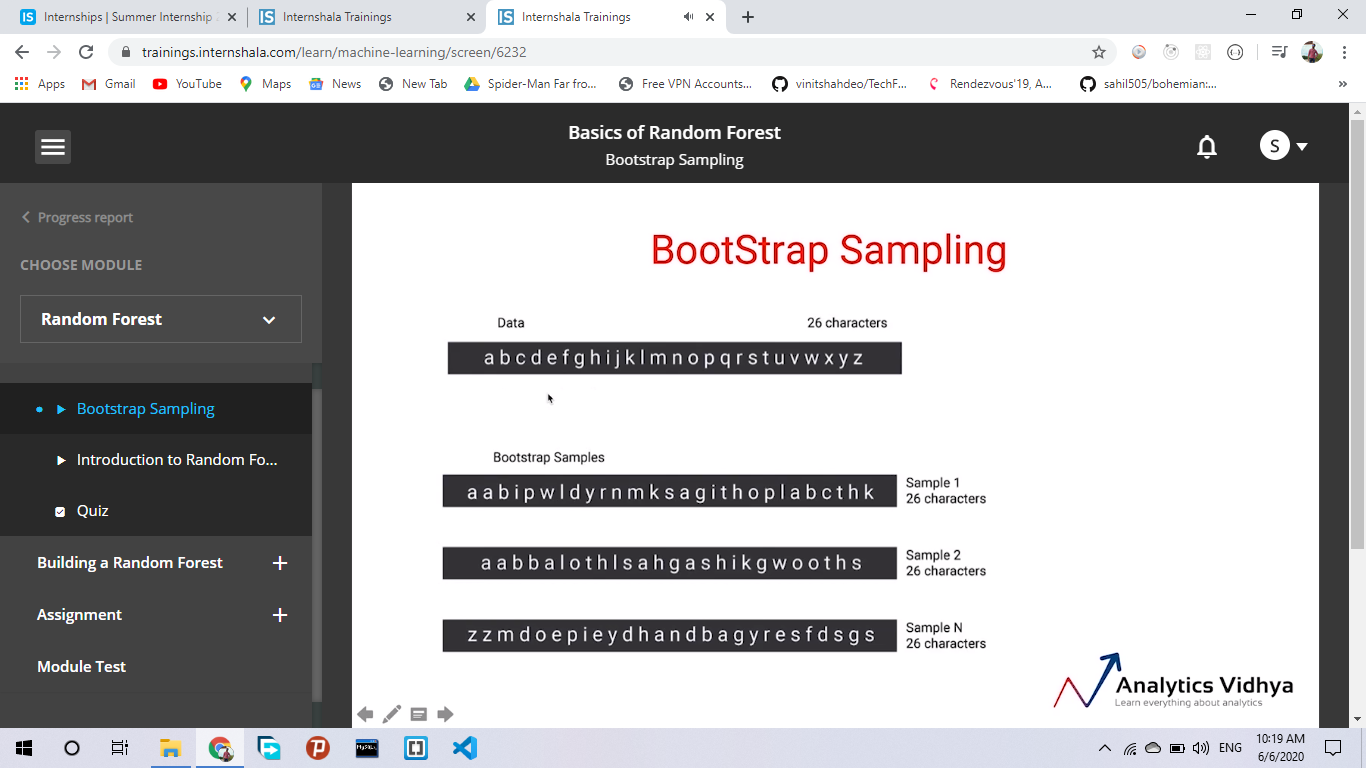 Internships | Summer Internship
Internshala Trainings
Internshala Trainings
trainings.internshala.com/learn/machine-learning/screen/6232
Apps
Gmail
YouTube
Maps
News
New Tab
Spider-Man Far fro...
Free VPN Accounts...
vinitshahdeo/TechF...
Rendezvous'19, A...
sahil505/bohemian:...
Basics of Random Forest
Bootstrap Sampling
S
Progress report
CHOOSE MODULE
Random Forest
Bootstrap Sampling
Introduction to Random Fo...
Quiz
Building a Random Forest
Assignment
Module Test
BootStrap Sampling
Data
26 characters
a b c d e f g h i j k l m n o p q r s t u v w x y z
Bootstrap Samples
a a b i p w l d y r n m k s a g i t h o p l a b c t h k
Sample 1
26 characters
a a b b a l o t h l s a h g a s h i k g w o o t h s
Sample 2
26 characters
z z m d o e p i e y d h a n d b a g y r e s f d s g s
Sample N
26 characters
Analytics Vidhya
Learn everything about analytics
ENG
10:19 AM
6/6/2020